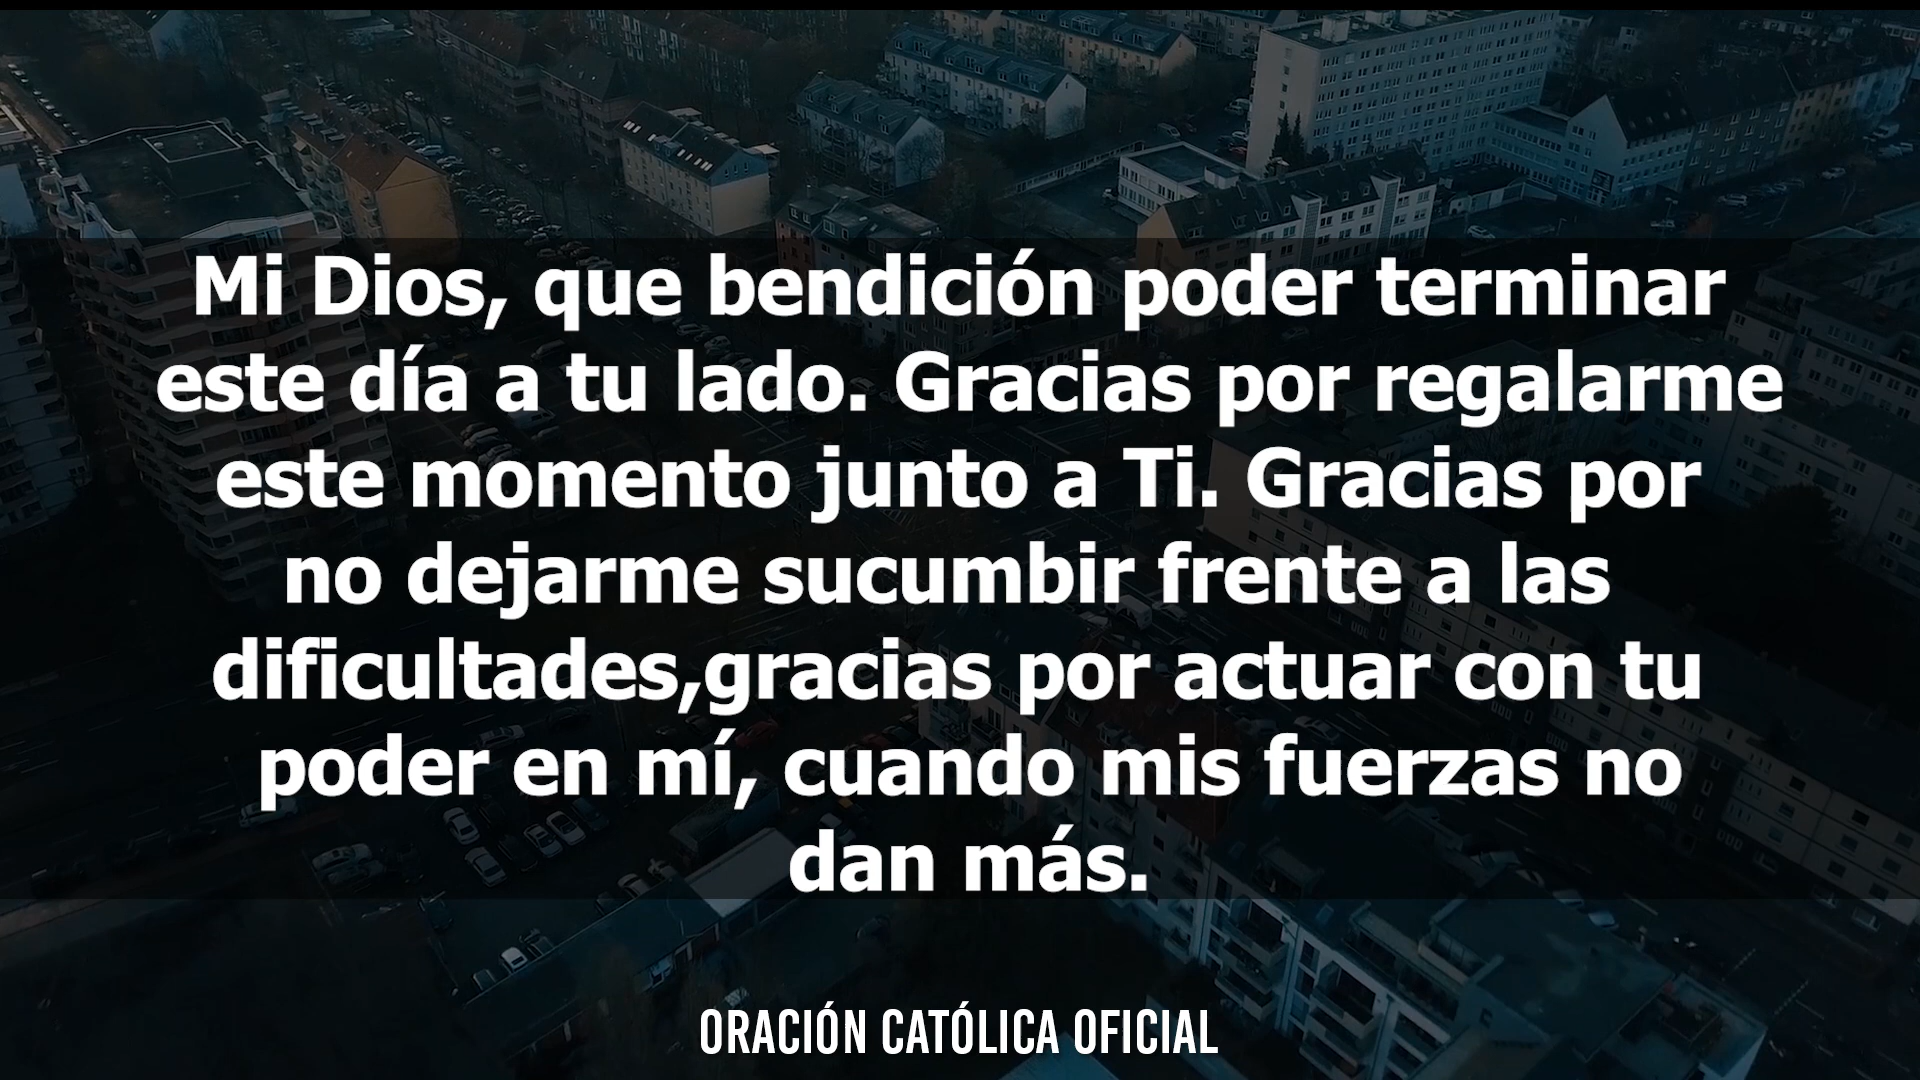 Mi Dios, que bendición poder terminar
este día a tu lado. Gracias por regalarme
este momento junto a Ti. Gracias por
no dejarme sucumbir frente a las
dificultades,gracias por actuar con tu
poder en mí, cuando mis fuerzas no
dan más.
ORACIÓN CATÓLICA OFICIAL